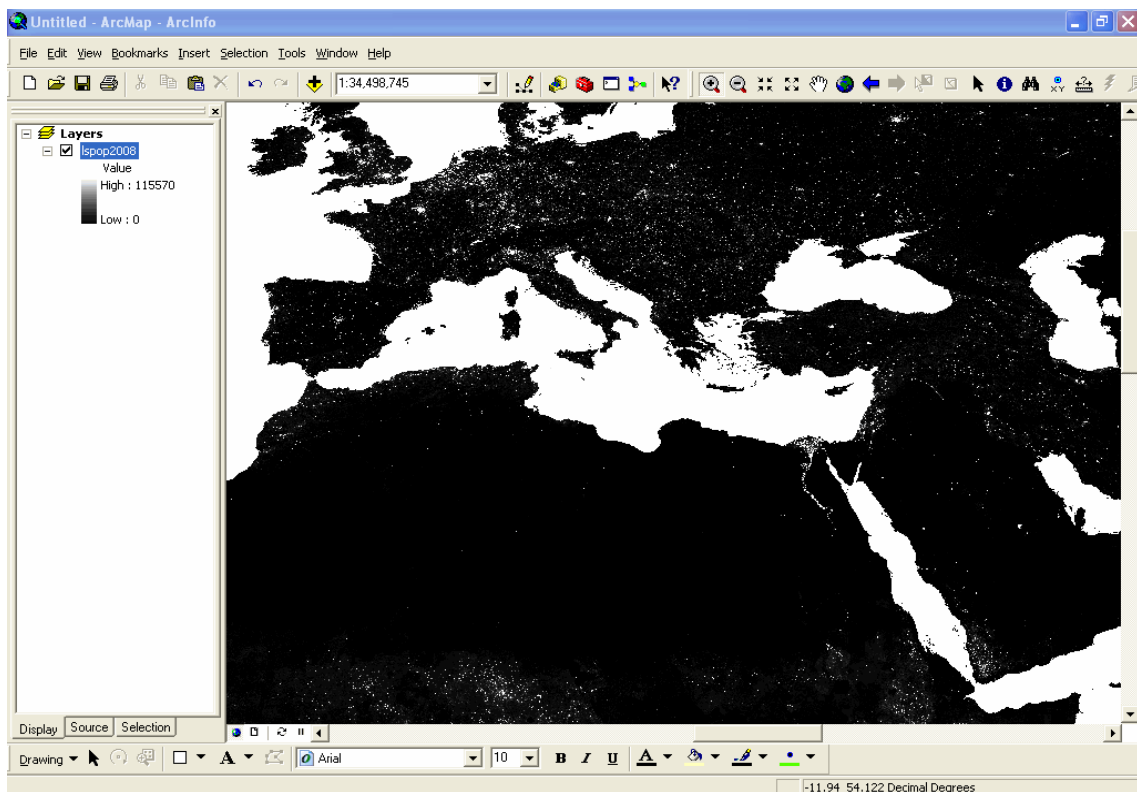 Untitled - ArcMap - ArcInfo
File Edit View Bookmarks Insert Selection Tools Window Help
1:34,498,745
Layers
lspop2008
Value
High : 115570
Low : 0
Display Source Selection
Drawing A Arial 10 B I U A
-11.94 54.122 Decimal Degrees